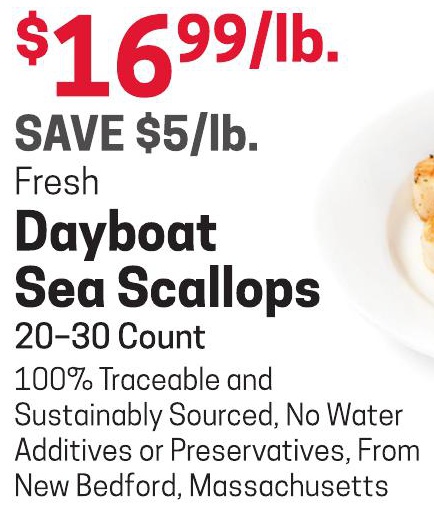 $16.99/lb.
SAVE $5/lb.
Fresh
Dayboat
Sea Scallops
20–30 Count
100% Traceable and
Sustainably Sourced, No Water
Additives or Preservatives, From
New Bedford, Massachusetts